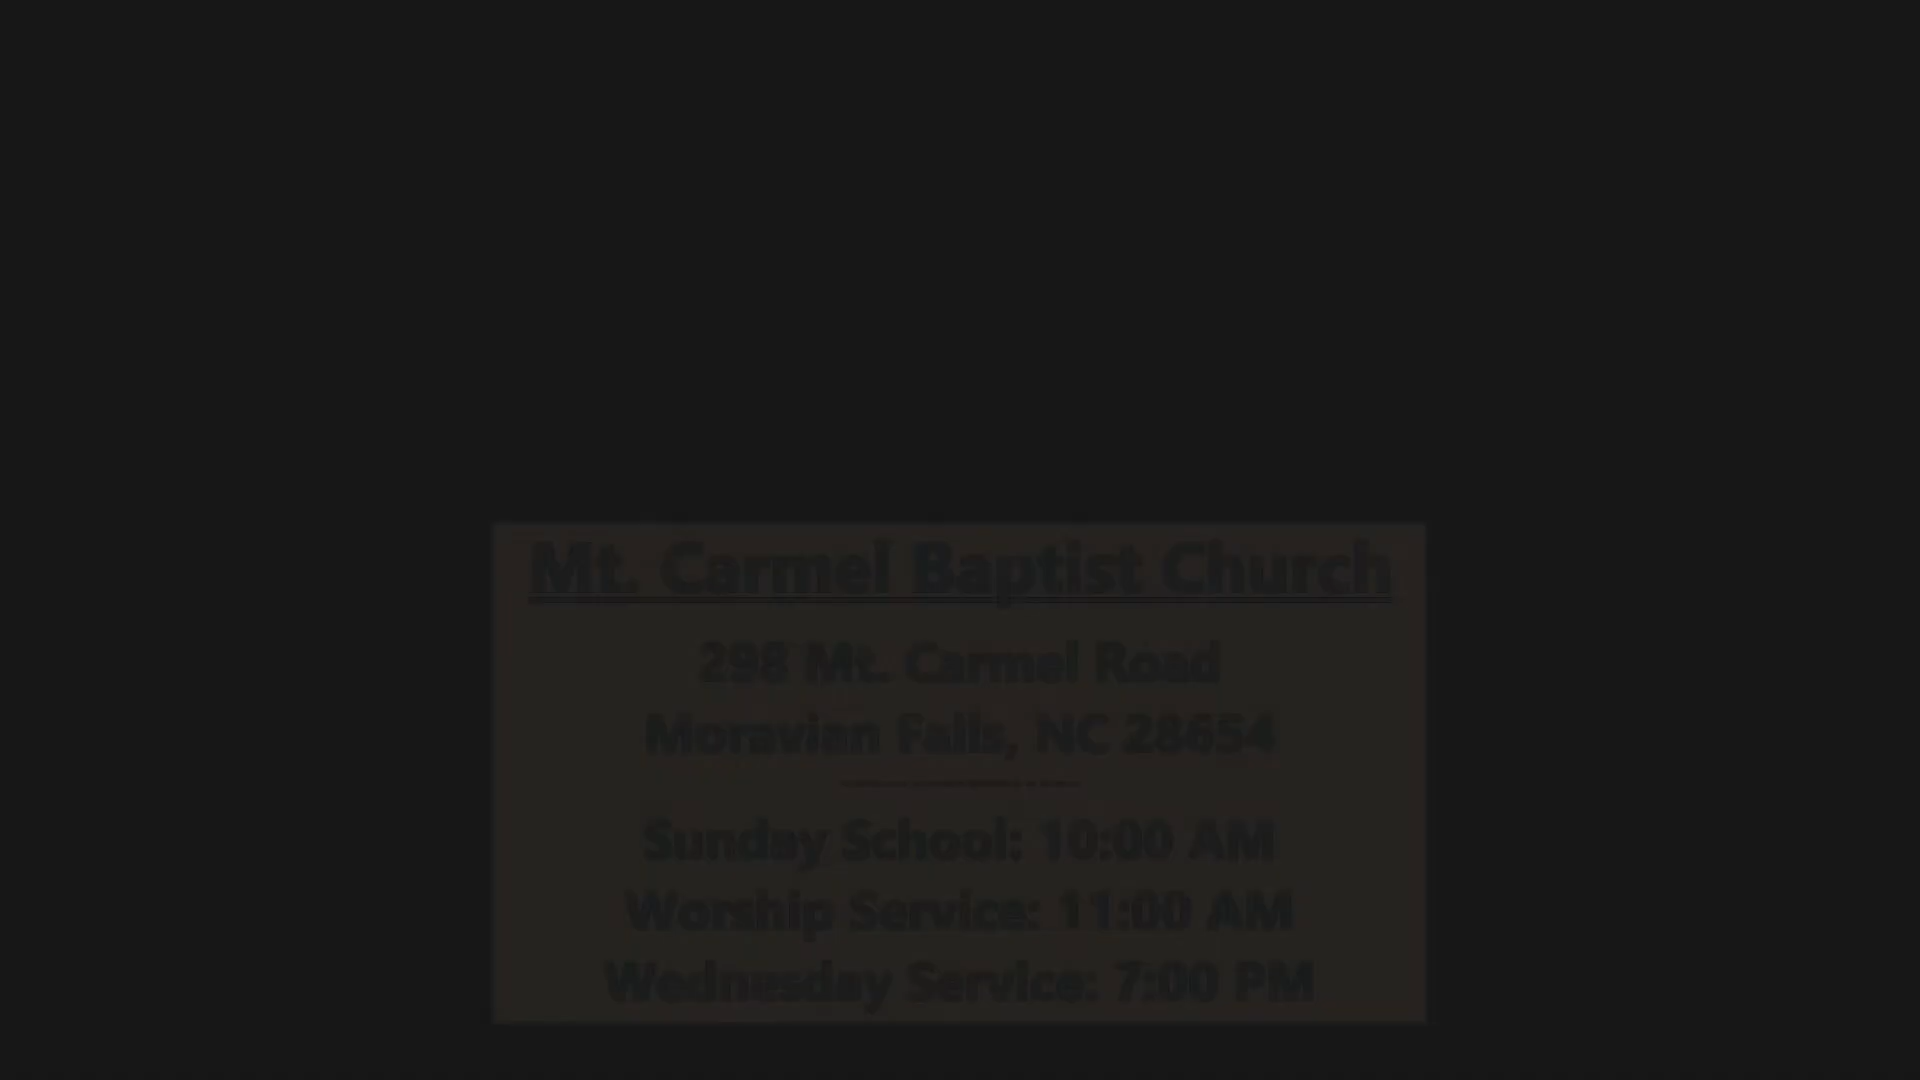 Mt. Carmel Baptist Church
298 Mt. Carmel Road
Moravian Falls, NC 28654
Sunday School: 10:00 AM
Worship Service: 11:00 AM
Wednesday Service: 7:00 PM